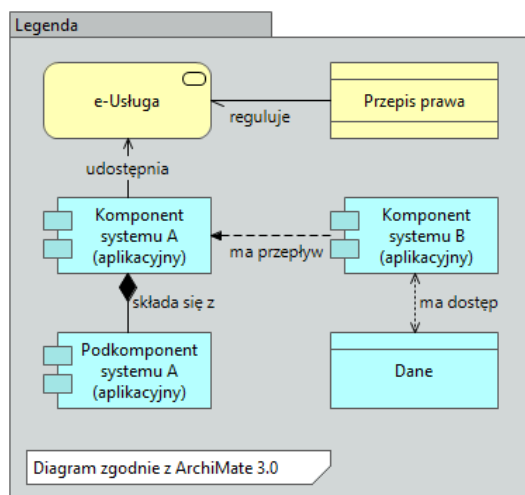 Legenda
e-Usługa
Przepis prawa
reguluje
udostępnia
Komponent
systemu A
(aplikacyjny)
ma przepływ
Komponent
systemu B
(aplikacyjny)
składa się z
ma dostęp
Podkomponent
systemu A
(aplikacyjny)
Dane
Diagram zgodnie z ArchiMate 3.0